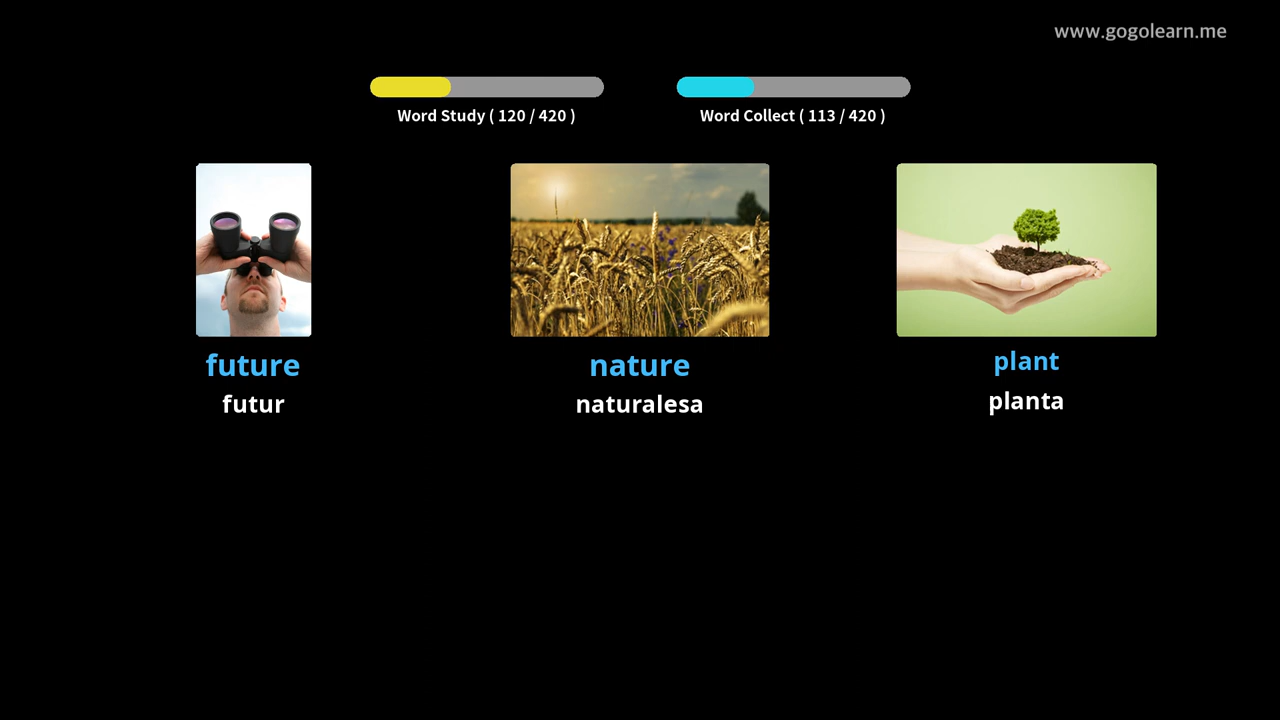 www.gogolearn.me
Word Study ( 120 / 420 )
Word Collect ( 113 / 420 )
future
nature
plant
futur
naturalesa
planta